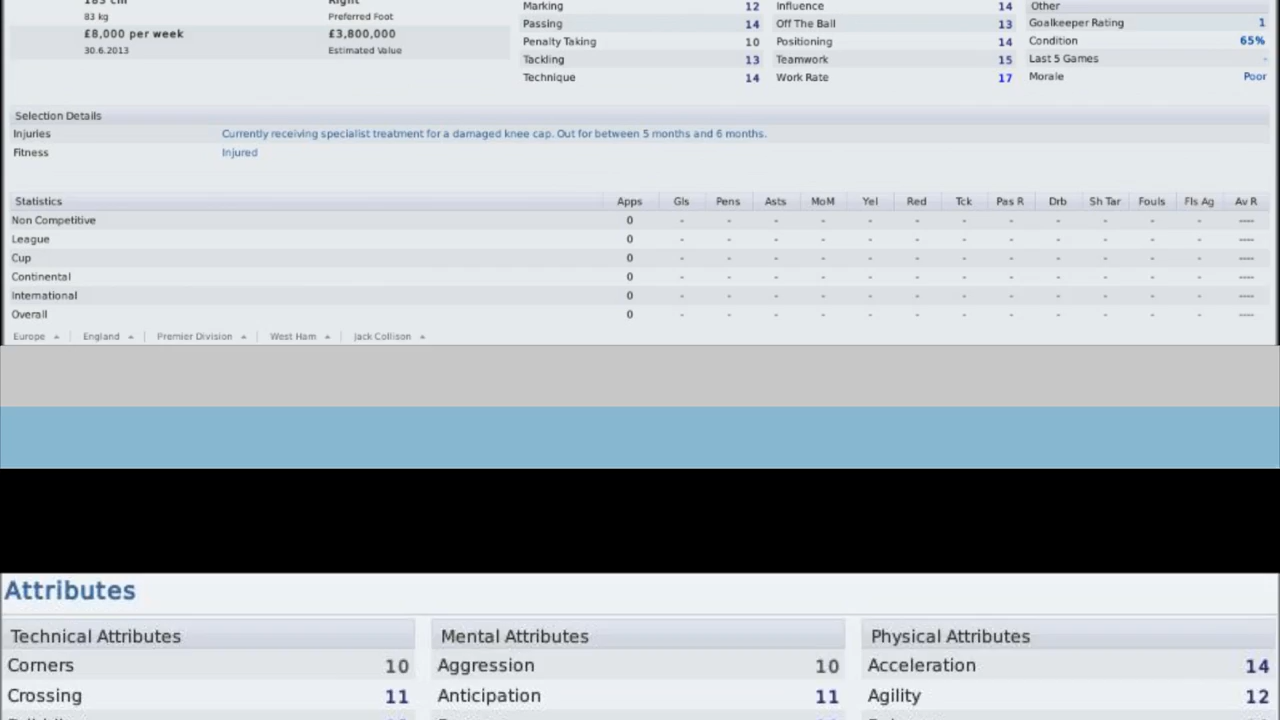 183 cm Right Marking 12 Influence 14 Other
83 kg Preferred Foot Passing 14 Off The Ball 13 Goalkeeper Rating 1
£8,000 per week £3,800,000 Penalty Taking 10 Positioning 14 Condition 65%
30.6.2013 Estimated Value Tackling 13 Teamwork 15 Last 5 Games -
Technique 14 Work Rate 17 Morale Poor
Selection Details
Injuries Currently receiving specialist treatment for a damaged knee cap. Out for between 5 months and 6 months.
Fitness Injured
Statistics Apps Gls Pens Asts MoM Yel Red Tck Pas R Drb Sh Tar Fouls Fls Ag Av R
Non Competitive 0 - - - - - - - - - - - - ----
League 0 - - - - - - - - - - - - ----
Cup 0 - - - - - - - - - - - - ----
Continental 0 - - - - - - - - - - - - ----
International 0 - - - - - - - - - - - - ----
Overall 0 - - - - - - - - - - - - ----
Europe England Premier Division West Ham Jack Collison
Attributes
Technical Attributes Mental Attributes Physical Attributes
Corners 10 Aggression 10 Acceleration 14
Crossing 11 Anticipation 11 Agility 12